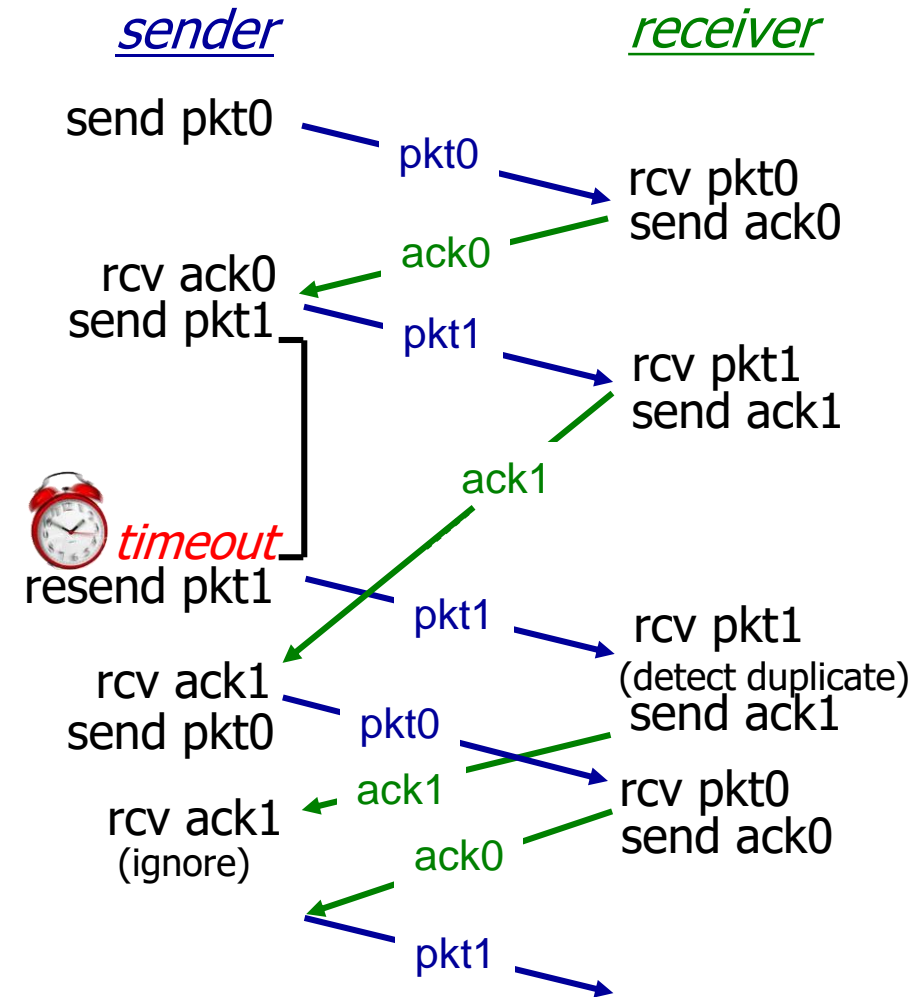 sender
receiver
send pkt0
pkt0
rcv pkt0
send ack0
ack0
rcv ack0
send pkt1
pkt1
rcv pkt1
send ack1
ack1
timeout
resend pkt1
pkt1
rcv pkt1
(detect duplicate)
send ack1
rcv ack1
send pkt0
pkt0
ack1
rcv pkt0
send ack0
rcv ack1
(ignore)
ack0
pkt1